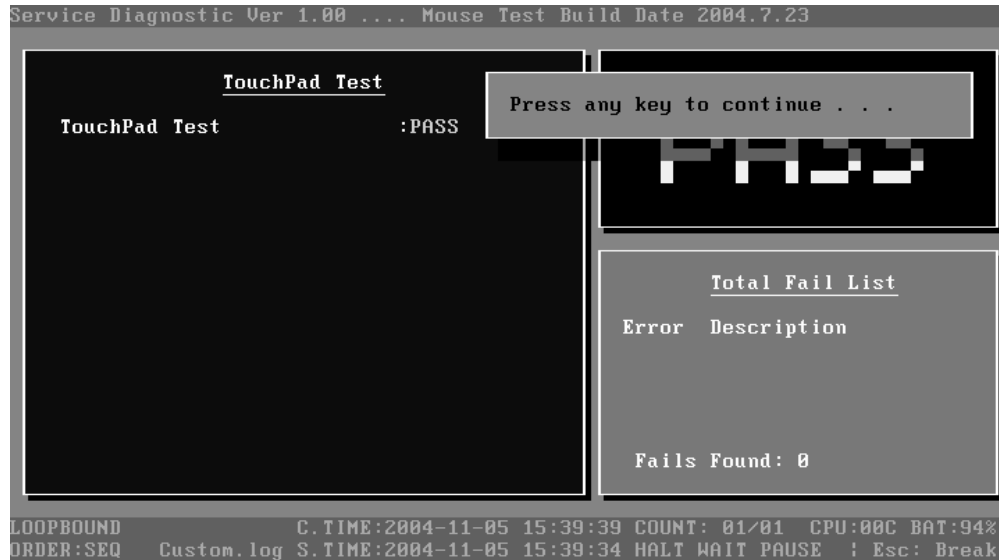 Service Diagnostic Ver 1.00 .... Mouse Test Build Date 2004.7.23
TouchPad Test
TouchPad Test :PASS
Press any key to continue . . .
PASS
Total Fail List
Error Description
Fails Found: 0
LOOPBOUND C.TIME:2004-11-05 15:39:39 COUNT: 01/01 CPU:00C BAT:94%
ORDER:SEQ Custom.log S.TIME:2004-11-05 15:39:34 HALT WAIT PAUSE ¦ Esc: Break